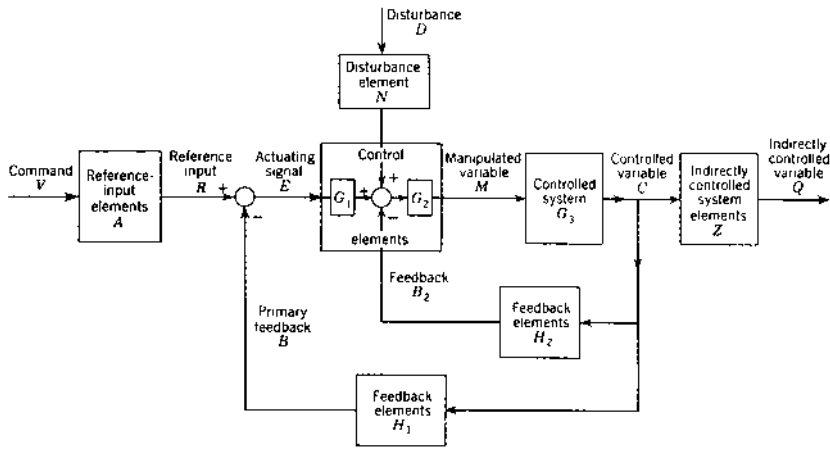 Disturbance
D
Disturbance
element
N
Command
V
Reference-
input
elements
A
Reference
input
R
+
−
Actuating
signal
E
Control
G1
+
+
−
G2
elements
Manipulated
variable
M
Controlled
system
G3
Controlled
variable
C
Indirectly
controlled
system
elements
Z
Indirectly
controlled
variable
Q
Feedback
B2
Feedback
elements
H2
Primary
feedback
B
Feedback
elements
H1